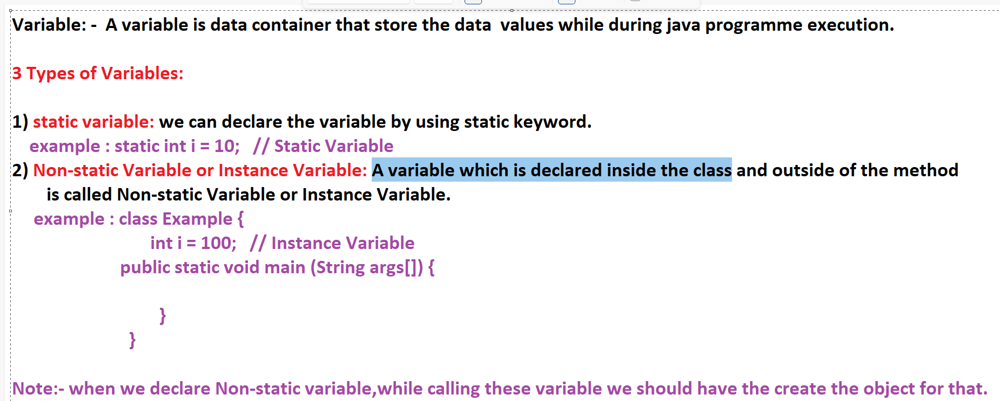 Variable: -  A variable is data container that store the data  values while during java programme execution.
3 Types of Variables:
1) static variable: we can declare the variable by using static keyword.
example : static int i = 10;   // Static Variable
2) Non-static Variable or Instance Variable: A variable which is declared inside the class and outside of the method
is called Non-static Variable or Instance Variable.
example : class Example {
int i = 100;   // Instance Variable
public static void main (String args[]) {
}
}
Note:- when we declare Non-static variable,while calling these variable we should have the create the object for that.